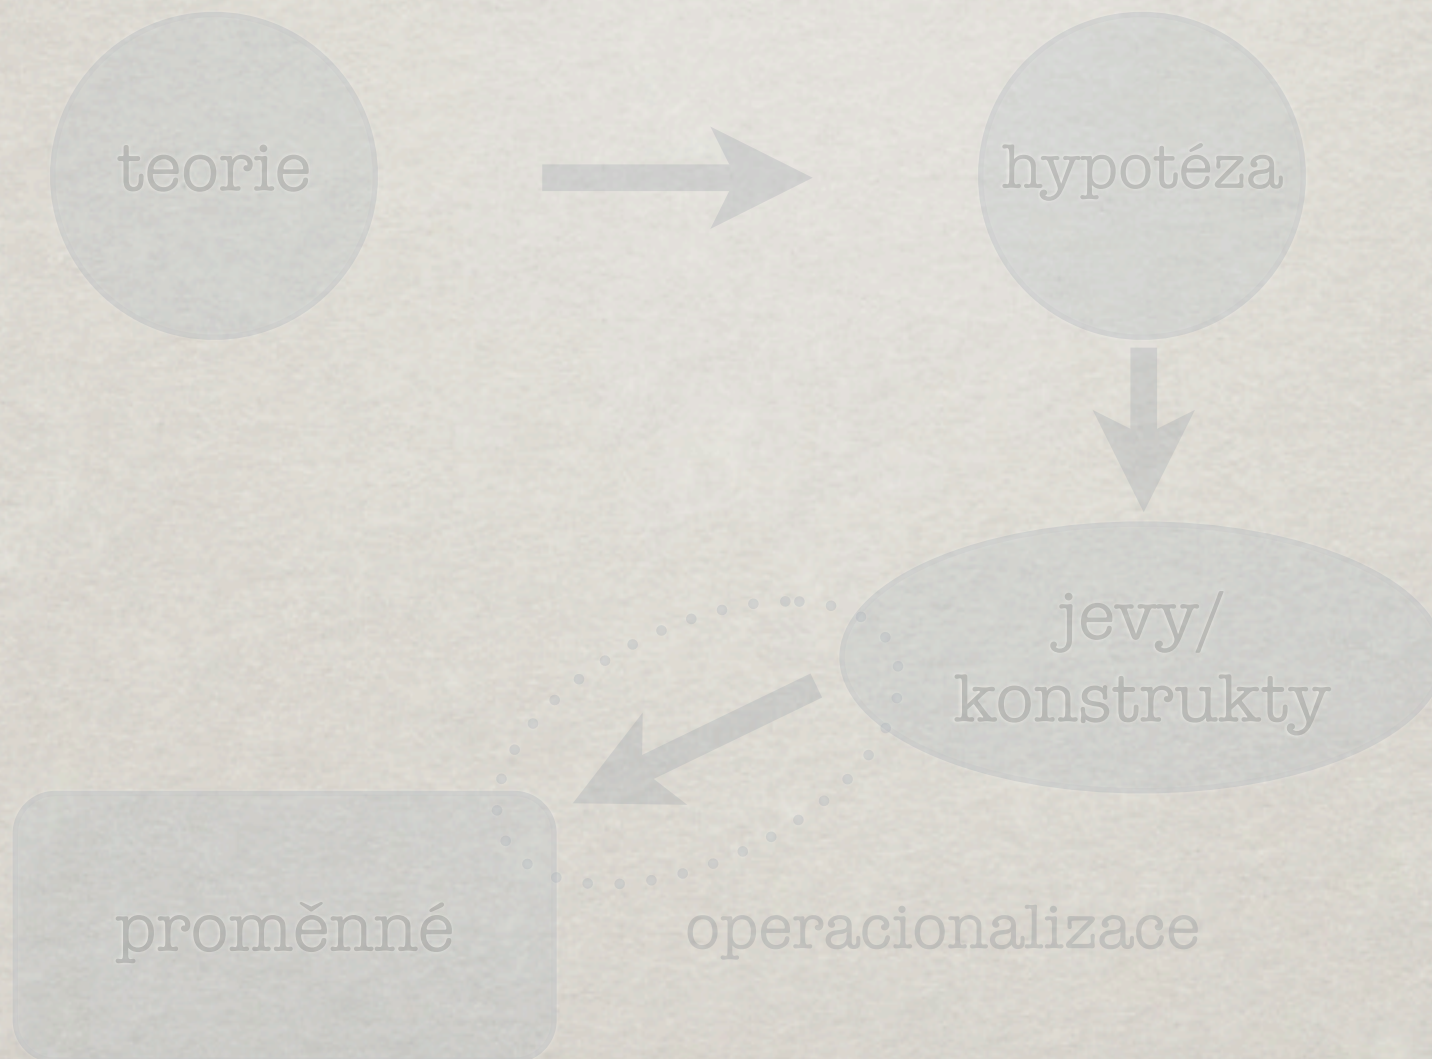 teorie
hypotéza
jevy/
konstrukty
proměnné
operacionalizace